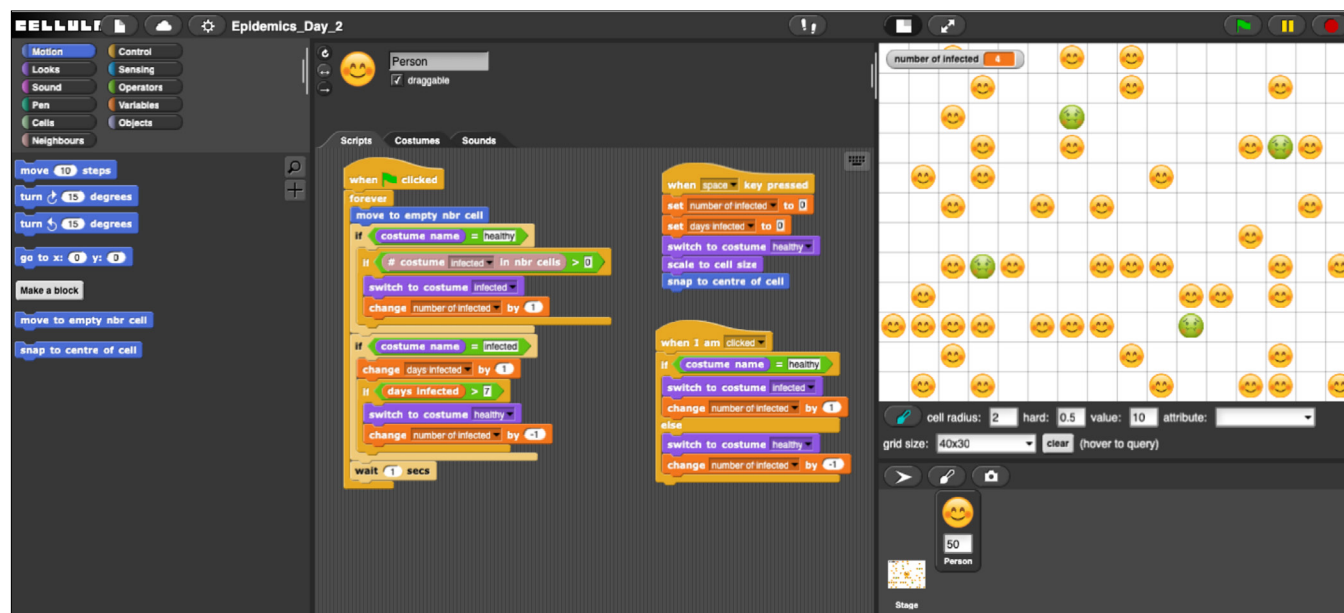 CELLULAR Epidemics_Day_2
Motion Control
Looks Sensing
Sound Operators
Pen Variables
Cells Objects
Neighbours
move 10 steps
turn 15 degrees
turn 15 degrees
go to x: 0 y: 0
Make a block
move to empty nbr cell
snap to centre of cell
Person
draggable
Scripts Costumes Sounds
when clicked
forever
move to empty nbr cell
if costume name = healthy
if # costume infected in nbr cells > 0
switch to costume infected
change number of infected by 1
if costume name = infected
change days infected by 1
if days infected > 7
switch to costume healthy
change number of infected by -1
wait 1 secs
when space key pressed
set number of infected to 0
set days infected to 0
switch to costume healthy
scale to cell size
snap to centre of cell
when I am clicked
if costume name = healthy
switch to costume infected
change number of infected by 1
else
switch to costume healthy
change number of infected by -1
number of infected 4
cell radius: 2 hard: 0.5 value: 10 attribute:
grid size: 40x30 clear (hover to query)
50
Person
Stage